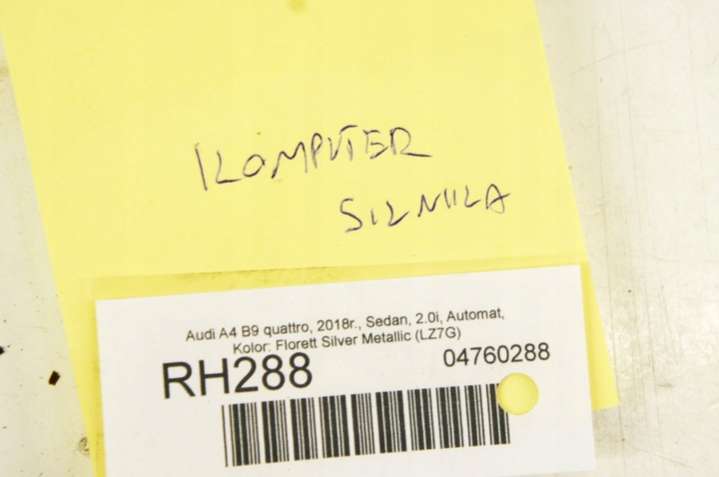 KOMPUTER
SILNIKA
Audi A4 B9 quattro, 2018r., Sedan, 2.0i, Automat,
Kolor: Florett Silver Metallic (LZ7G)
RH288
04760288